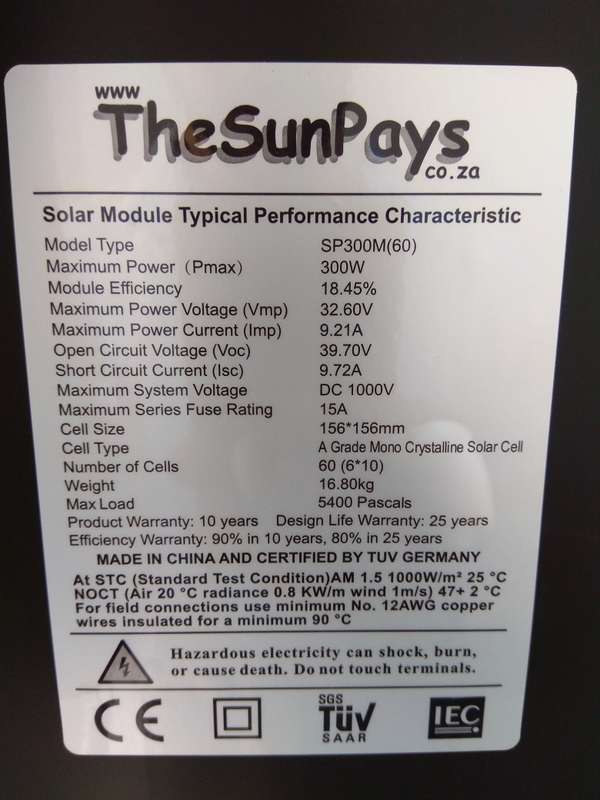 www
TheSunPays
co.za
Solar Module Typical Performance Characteristic
Model Type SP300M(60)
Maximum Power （Pmax） 300W
Module Efficiency 18.45%
Maximum Power Voltage (Vmp) 32.60V
Maximum Power Current (Imp) 9.21A
Open Circuit Voltage (Voc) 39.70V
Short Circuit Current (Isc) 9.72A
Maximum System Voltage DC 1000V
Maximum Series Fuse Rating 15A
Cell Size 156*156mm
Cell Type A Grade Mono Crystalline Solar Cell
Number of Cells 60 (6*10)
Weight 16.80kg
Max Load 5400 Pascals
Product Warranty: 10 years Design Life Warranty: 25 years
Efficiency Warranty: 90% in 10 years, 80% in 25 years
MADE IN CHINA AND CERTIFIED BY TUV GERMANY
At STC (Standard Test Condition)AM 1.5 1000W/m² 25 °C
NOCT (Air 20 °C radiance 0.8 KW/m wind 1m/s) 47+ 2 °C
For field connections use minimum No. 12AWG copper
wires insulated for a minimum 90 °C
Hazardous electricity can shock, burn,
or cause death. Do not touch terminals.
CE
SGS
TÜV
SAAR
IEC